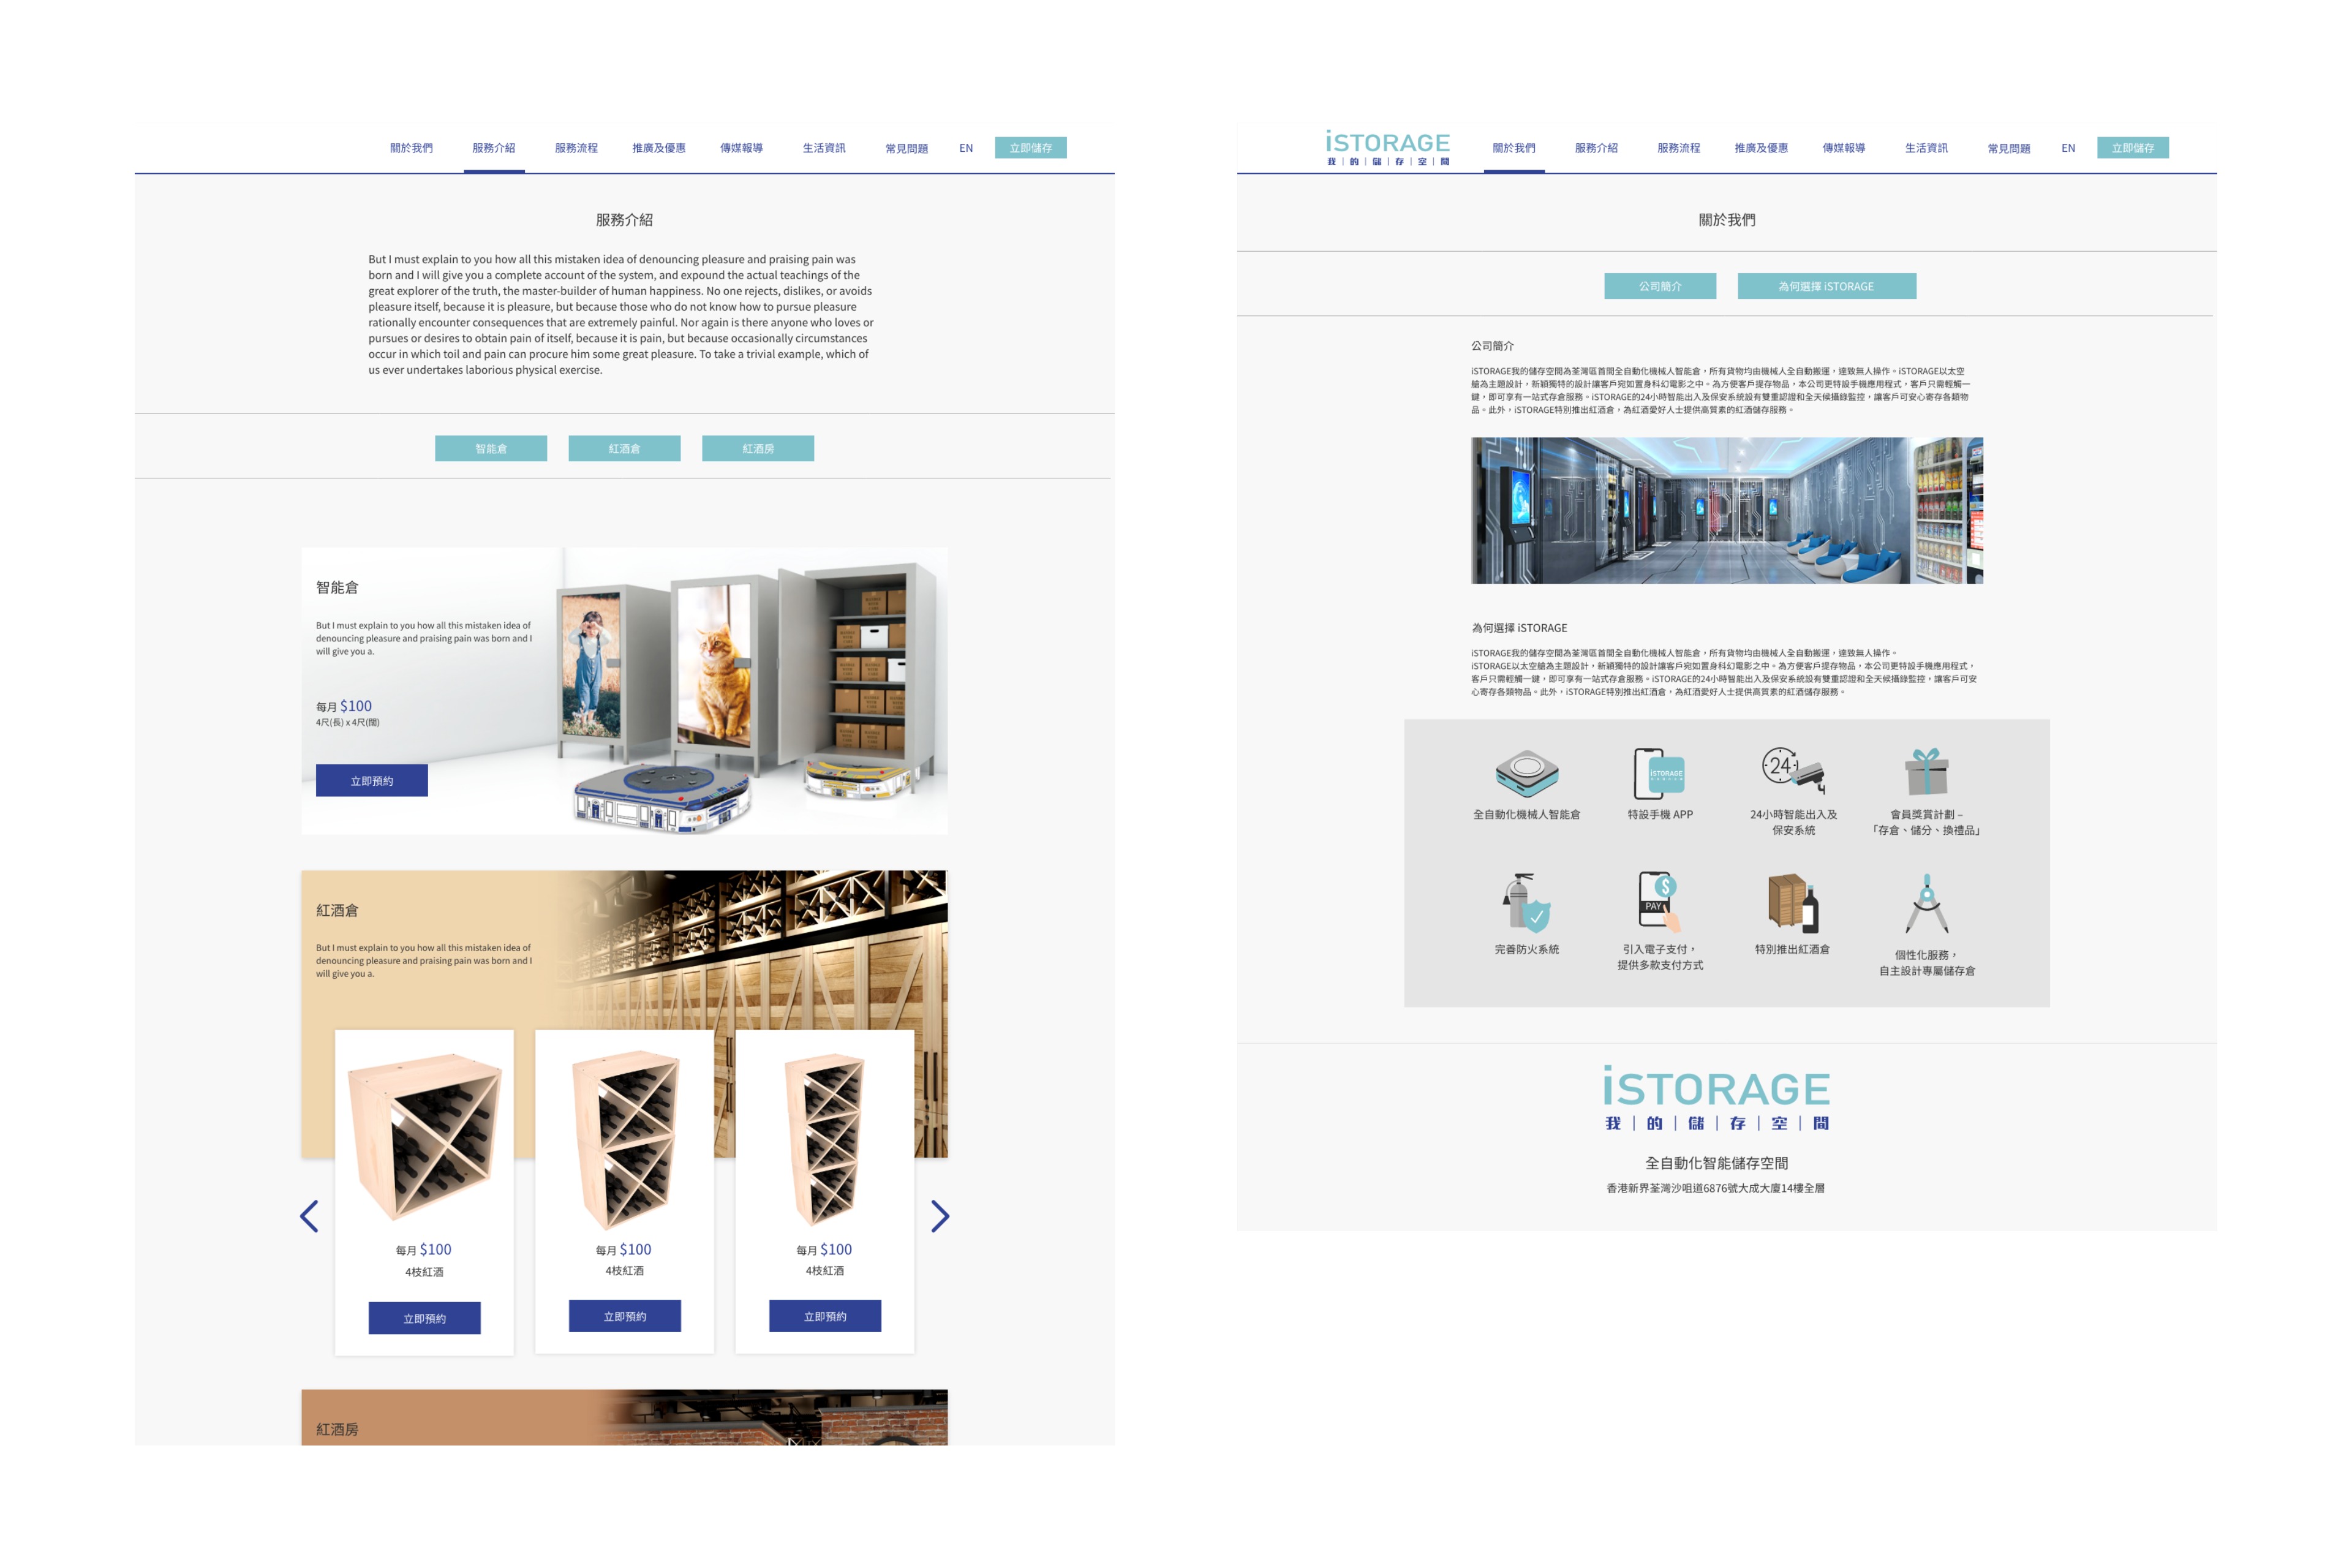 關於我們 服務介紹 服務流程 推廣及優惠 傳媒報導 生活資訊 常見問題 EN 立即儲存
服務介紹
But I must explain to you how all this mistaken idea of denouncing pleasure and praising pain was
born and I will give you a complete account of the system, and expound the actual teachings of the
great explorer of the truth, the master-builder of human happiness. No one rejects, dislikes, or avoids
pleasure itself, because it is pleasure, but because those who do not know how to pursue pleasure
rationally encounter consequences that are extremely painful. Nor again is there anyone who loves or
pursues or desires to obtain pain of itself, because it is pain, but because occasionally circumstances
occur in which toil and pain can procure him some great pleasure. To take a trivial example, which of
us ever undertakes laborious physical exercise.
智能倉 紅酒倉 紅酒房
智能倉
But I must explain to you how all this mistaken idea of
denouncing pleasure and praising pain was born and I
will give you a.
每月 $100
4尺(長) x 4尺(闊)
立即預約
紅酒倉
But I must explain to you how all this mistaken idea of
denouncing pleasure and praising pain was born and I
will give you a.
每月 $100
4枝紅酒
立即預約
每月 $100
4枝紅酒
立即預約
每月 $100
4枝紅酒
立即預約
紅酒房
iSTORAGE
我|的|儲|存|空|間
關於我們 服務介紹 服務流程 推廣及優惠 傳媒報導 生活資訊 常見問題 EN 立即儲存
關於我們
公司簡介 為何選擇 iSTORAGE
公司簡介
iSTORAGE我的儲存空間為荃灣區首間全自動化機械人智能倉，所有貨物均由機械人全自動搬運，達致無人操作。iSTORAGE以太空
艙為主題設計，新穎獨特的設計讓客戶宛如置身科幻電影之中。為方便客戶提存物品，本公司更特設手機應用程式，客戶只需輕觸一
鍵，即可享有一站式存倉服務。iSTORAGE的24小時智能出入及保安系統設有雙重認證和全天候攝錄監控，讓客戶可安心寄存各類物
品。此外，iSTORAGE特別推出紅酒倉，為紅酒愛好人士提供高質素的紅酒儲存服務。
為何選擇 iSTORAGE
iSTORAGE我的儲存空間為荃灣區首間全自動化機械人智能倉，所有貨物均由機械人全自動搬運，達致無人操作。
iSTORAGE以太空艙為主題設計，新穎獨特的設計讓客戶宛如置身科幻電影之中。為方便客戶提存物品，本公司更特設手機應用程式，
客戶只需輕觸一鍵，即可享有一站式存倉服務。iSTORAGE的24小時智能出入及保安系統設有雙重認證和全天候攝錄監控，讓客戶可安
心寄存各類物品。此外，iSTORAGE特別推出紅酒倉，為紅酒愛好人士提供高質素的紅酒儲存服務。
全自動化機械人智能倉
iSTORAGE
特設手機 APP
24
24小時智能出入及
保安系統
會員獎賞計劃 –
「存倉、儲分、換禮品」
完善防火系統
$
PAY
引入電子支付，
提供多款支付方式
特別推出紅酒倉
個性化服務，
自主設計專屬儲存倉
iSTORAGE
我|的|儲|存|空|間
全自動化智能儲存空間
香港新界荃灣沙咀道6876號大成大廈14樓全層